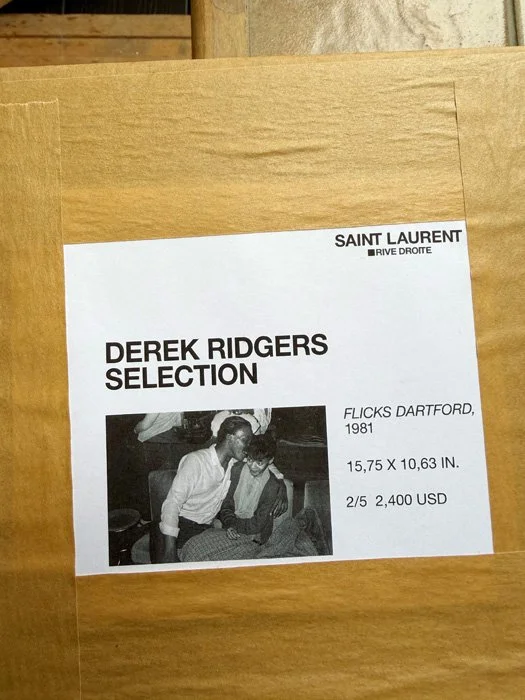 SAINT LAURENT
RIVE DROITE
DEREK RIDGERS
SELECTION
FLICKS DARTFORD,
1981
15,75 X 10,63 IN.
2/5 2,400 USD